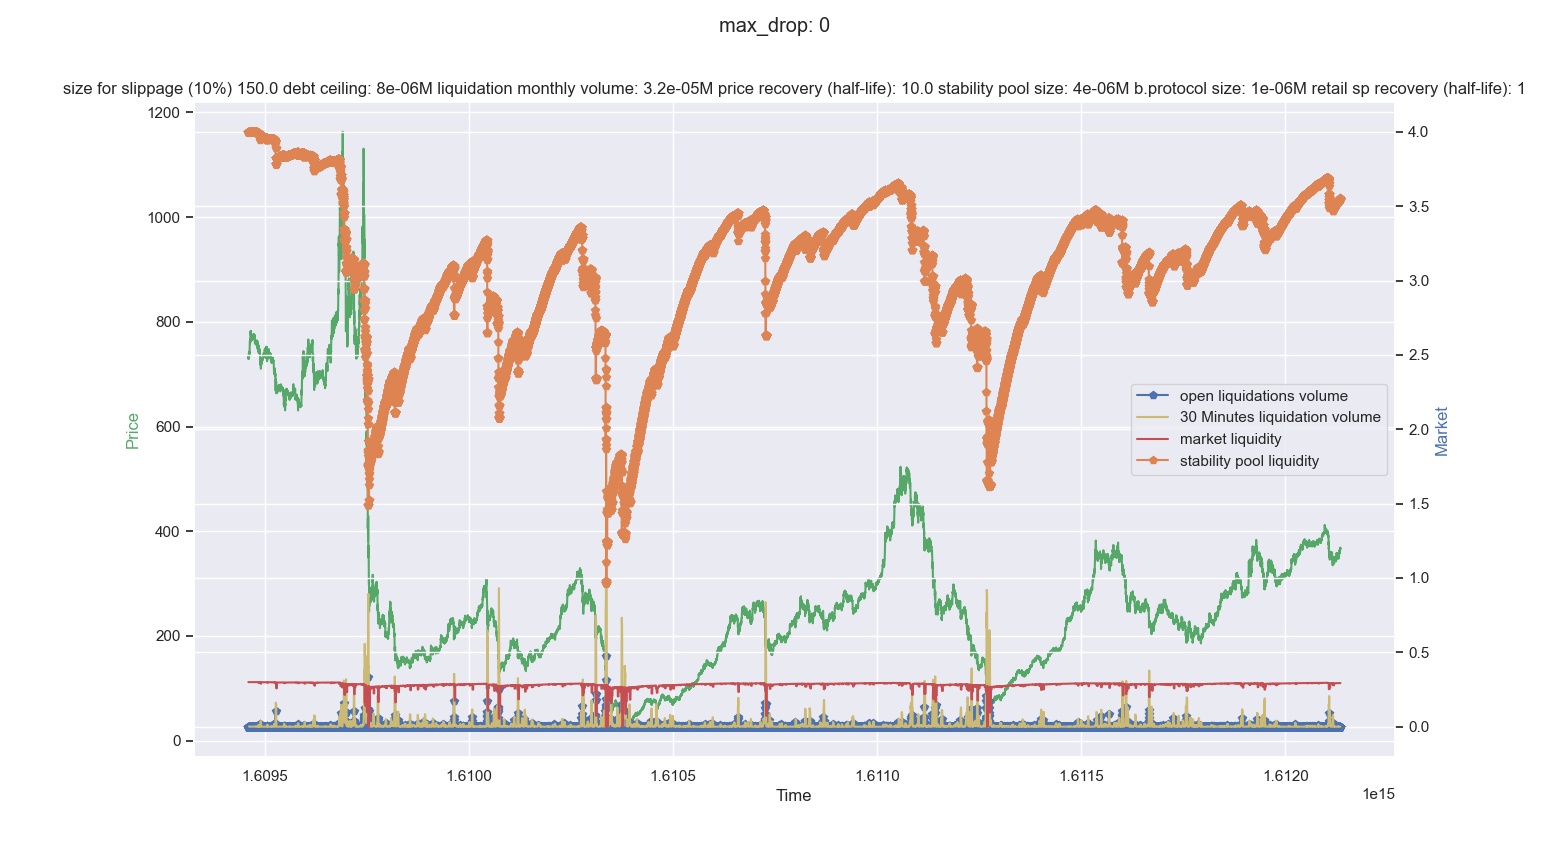 max_drop: 0
size for slippage (10%) 150.0 debt ceiling: 8e-06M liquidation monthly volume: 3.2e-05M price recovery (half-life): 10.0 stability pool size: 4e-06M b.protocol size: 1e-06M retail sp recovery (half-life): 1
1200
1000
800
600
400
200
0
Price
4.0
3.5
3.0
2.5
2.0
1.5
1.0
0.5
0.0
Market
open liquidations volume
30 Minutes liquidation volume
market liquidity
stability pool liquidity
1.6095
1.6100
1.6105
1.6110
1.6115
1.6120
Time
1e15